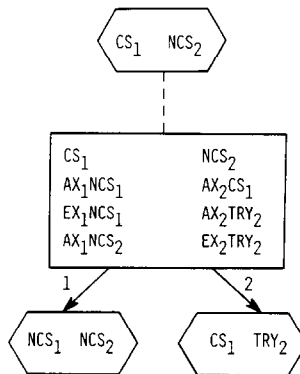 CS₁ NCS₂
CS₁ NCS₂
AX₁NCS₁ AX₂CS₁
EX₁NCS₁ AX₂TRY₂
AX₁NCS₂ EX₂TRY₂
1 2
NCS₁ NCS₂ CS₁ TRY₂